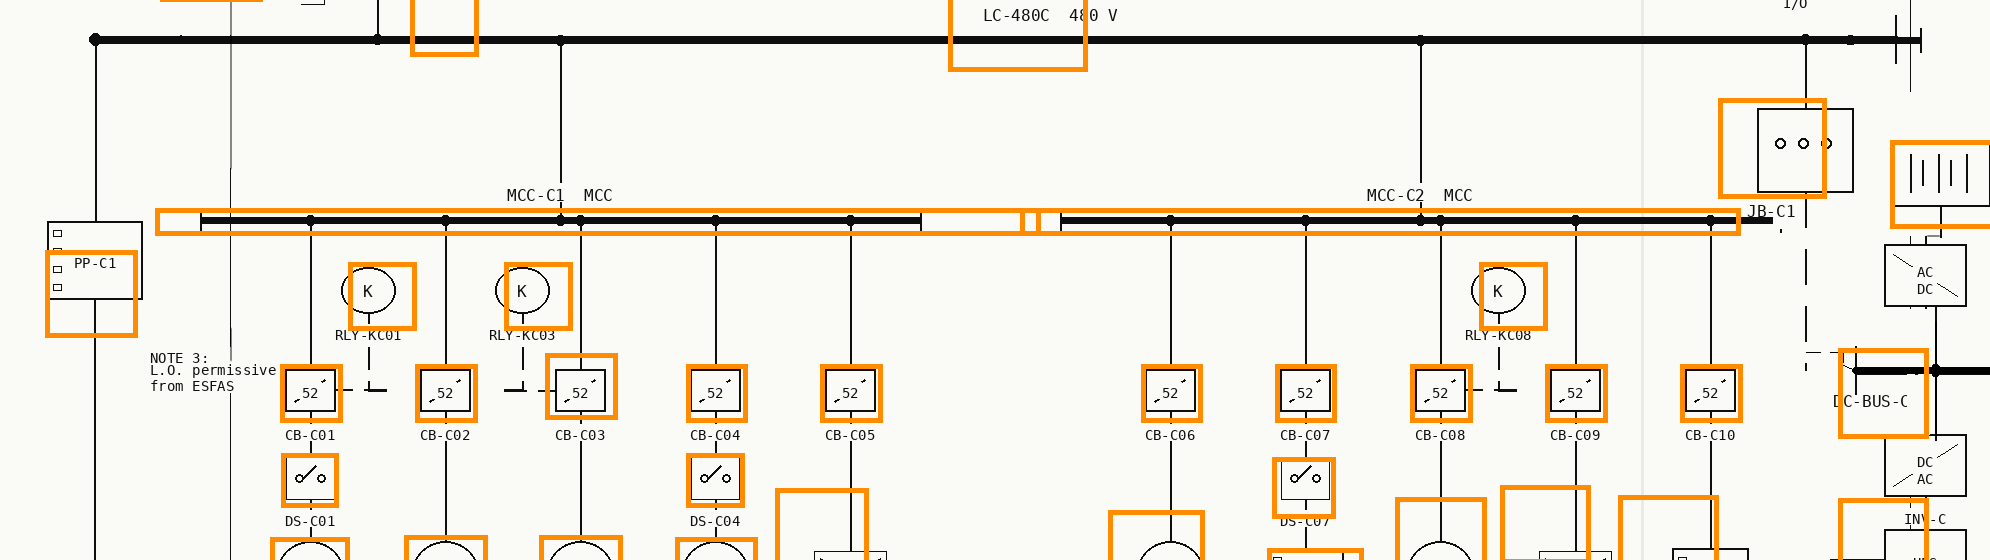 I/O
LC-480C 480 V
MCC-C1 MCC
MCC-C2 MCC
JB-C1
PP-C1
K
K
K
AC
DC
RLY-KC01
RLY-KC03
RLY-KC08
NOTE 3:
L.O. permissive
from ESFAS
52
52
52
52
52
52
52
52
52
52
DC-BUS-C
CB-C01
CB-C02
CB-C03
CB-C04
CB-C05
CB-C06
CB-C07
CB-C08
CB-C09
CB-C10
DC
AC
DS-C01
DS-C04
DS-C07
INV-C